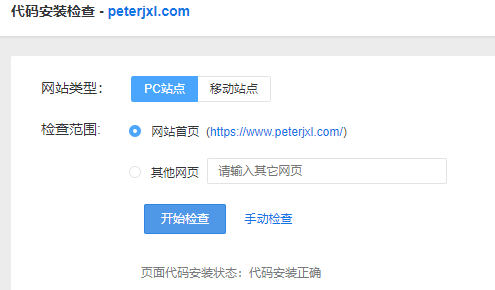 代码安装检查 - peterjxl.com
网站类型： PC站点 移动站点
检查范围: 网站首页 (https://www.peterjxl.com/)
其他网页 请输入其它网页
开始检查 手动检查
页面代码安装状态：代码安装正确